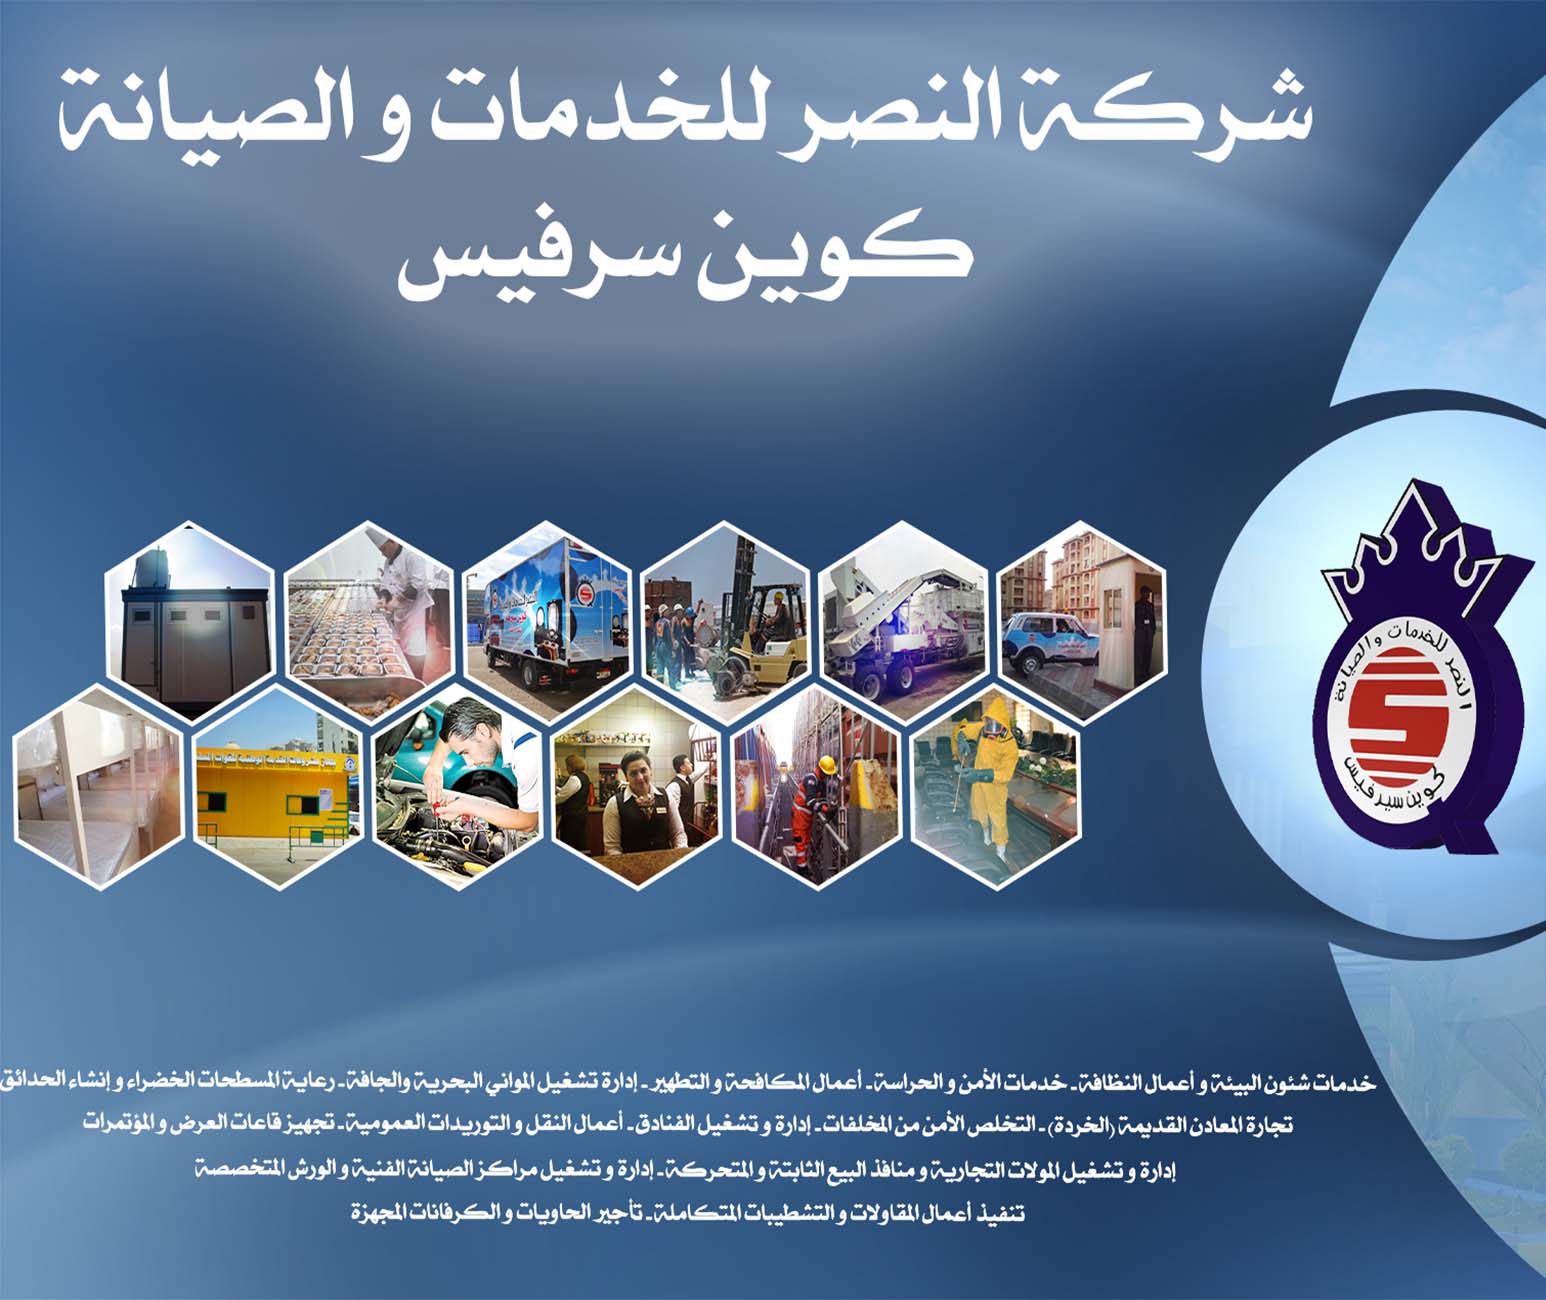 شركة النصر للخدمات و الصيانة
كوين سرفيس
النصر للخدمات و الصيانة
S
كوين سيرفيس
خدمات شئون البيئة و أعمال النظافة - خدمات الأمن و الحراسة - أعمال المكافحة و التطهير - إدارة تشغيل المواني البحرية والجافة - رعاية المسطحات الخضراء و إنشاء الحدائق
تجارة المعادن القديمة (الخردة) - التخلص الأمن من المخلفات - إدارة و تشغيل الفنادق - أعمال النقل و التوريدات العمومية - تجهيز قاعات العرض و المؤتمرات
إدارة و تشغيل المولات التجارية و منافذ البيع الثابتة و المتحركة - إدارة و تشغيل مراكز الصيانة الفنية و الورش المتخصصة
تنفيذ أعمال المقاولات و التشطيبات المتكاملة - تأجير الحاويات و الكرفانات المجهزة